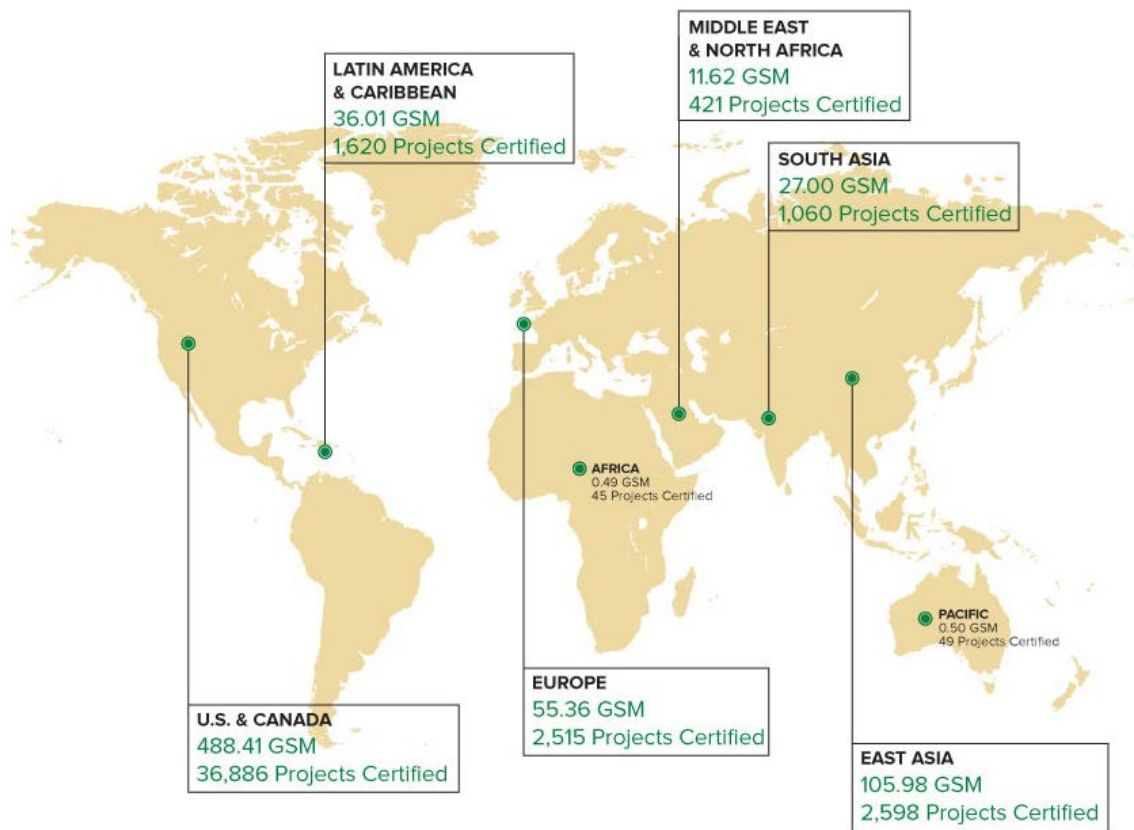 MIDDLE EAST
& NORTH AFRICA
11.62 GSM
421 Projects Certified
LATIN AMERICA
& CARIBBEAN
36.01 GSM
1,620 Projects Certified
SOUTH ASIA
27.00 GSM
1,060 Projects Certified
AFRICA
0.49 GSM
45 Projects Certified
PACIFIC
0.50 GSM
49 Projects Certified
EUROPE
55.36 GSM
2,515 Projects Certified
U.S. & CANADA
488.41 GSM
36,886 Projects Certified
EAST ASIA
105.98 GSM
2,598 Projects Certified